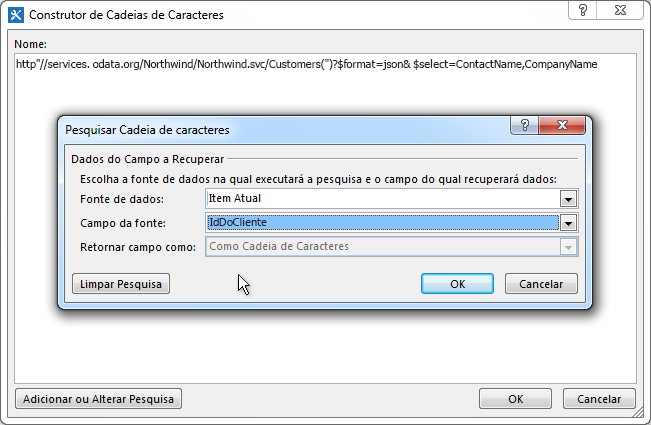 Construtor de Cadeias de Caracteres
?
Nome:
http"//services. odata.org/Northwind/Northwind.svc/Customers('')?$format=json& $select=ContactName,CompanyName
Pesquisar Cadeia de caracteres
?
Dados do Campo a Recuperar
Escolha a fonte de dados na qual executará a pesquisa e o campo do qual recuperará dados:
Fonte de dados: Item Atual
Campo da fonte: IdDoCliente
Retornar campo como: Como Cadeia de Caracteres
Limpar Pesquisa OK Cancelar
Adicionar ou Alterar Pesquisa OK Cancelar